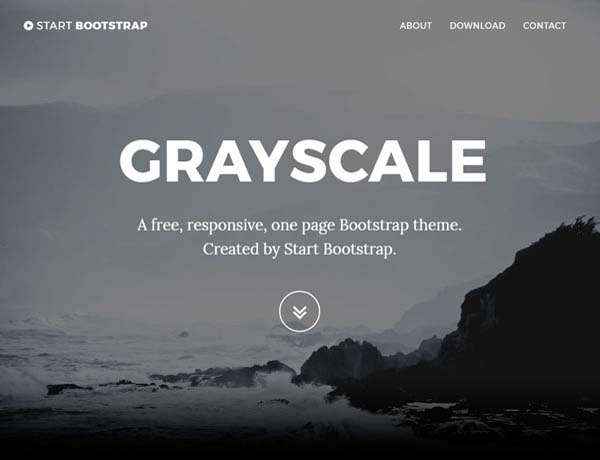 START BOOTSTRAP
ABOUT DOWNLOAD CONTACT
GRAYSCALE
A free, responsive, one page Bootstrap theme.
Created by Start Bootstrap.